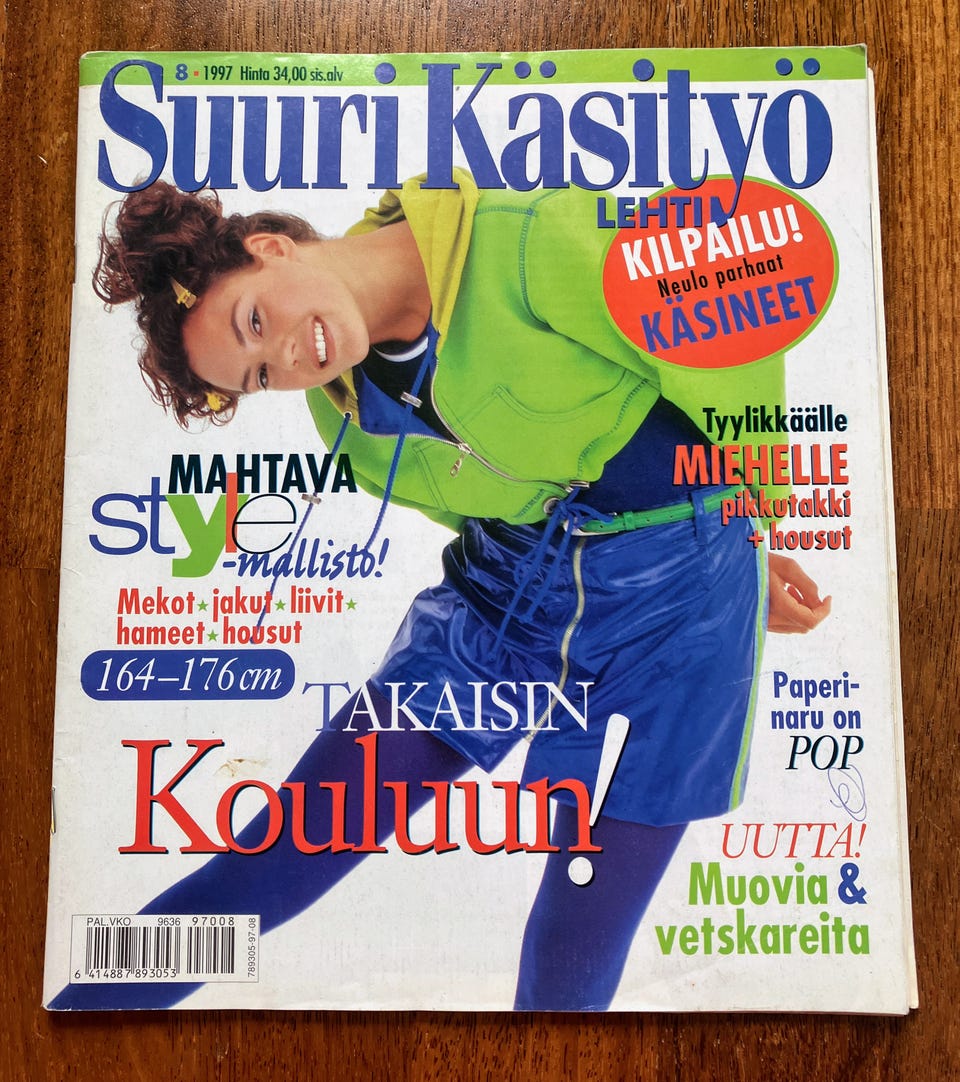 8 • 1997 Hinta 34,00 sis.alv
Suuri Käsityö
LEHTI
KILPAILU!
Neulo parhaat
KÄSINEET
Tyylikkäälle
MIEHELLE
pikkutakki
+ housut
MAHTAVA
style
-mallisto!
Mekot★jakut★liivit★
hameet★housut
164–176 cm
TAKAISIN
Kouluun!
Paperi-
naru on
POP
UUTTA!
Muovia &
vetskareita
PAL.VKO 9636 97008
6 414887 893053
789305-97-08